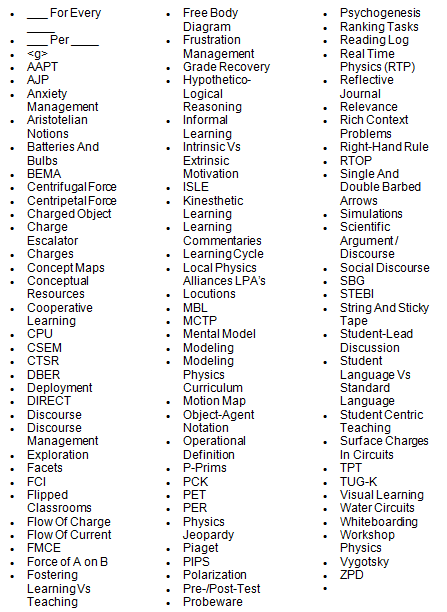 ___ For Every
____
___ Per ____
<g>
AAPT
AJP
Anxiety
Management
Aristotelian
Notions
Batteries And
Bulbs
BEMA
Centrifugal Force
Centripetal Force
Charged Object
Charge
Escalator
Charges
Concept Maps
Conceptual
Resources
Cooperative
Learning
CPU
CSEM
CTSR
DBER
Deployment
DIRECT
Discourse
Discourse
Management
Exploration
Facets
FCI
Flipped
Classrooms
Flow Of Charge
Flow Of Current
FMCE
Force of A on B
Fostering
Learning Vs
Teaching
Free Body
Diagram
Frustration
Management
Grade Recovery
Hypothetico-
Logical
Reasoning
Informal
Learning
Intrinsic Vs
Extrinsic
Motivation
ISLE
Kinesthetic
Learning
Learning
Commentaries
Learning Cycle
Local Physics
Alliances LPA's
Locutions
MBL
MCTP
Mental Model
Modeling
Modeling
Physics
Curriculum
Motion Map
Object-Agent
Notation
Operational
Definition
P-Prims
PCK
PET
PER
Physics
Jeopardy
Piaget
PIPS
Polarization
Pre-/Post-Test
Probeware
Psychogenesis
Ranking Tasks
Reading Log
Real Time
Physics (RTP)
Reflective
Journal
Relevance
Rich Context
Problems
Right-Hand Rule
RTOP
Single And
Double Barbed
Arrows
Simulations
Scientific
Argument /
Discourse
Social Discourse
SBG
STEBI
String And Sticky
Tape
Student-Lead
Discussion
Student
Language Vs
Standard
Language
Student Centric
Teaching
Surface Charges
In Circuits
TPT
TUG-K
Visual Learning
Water Circuits
Whiteboarding
Workshop
Physics
Vygotsky
ZPD